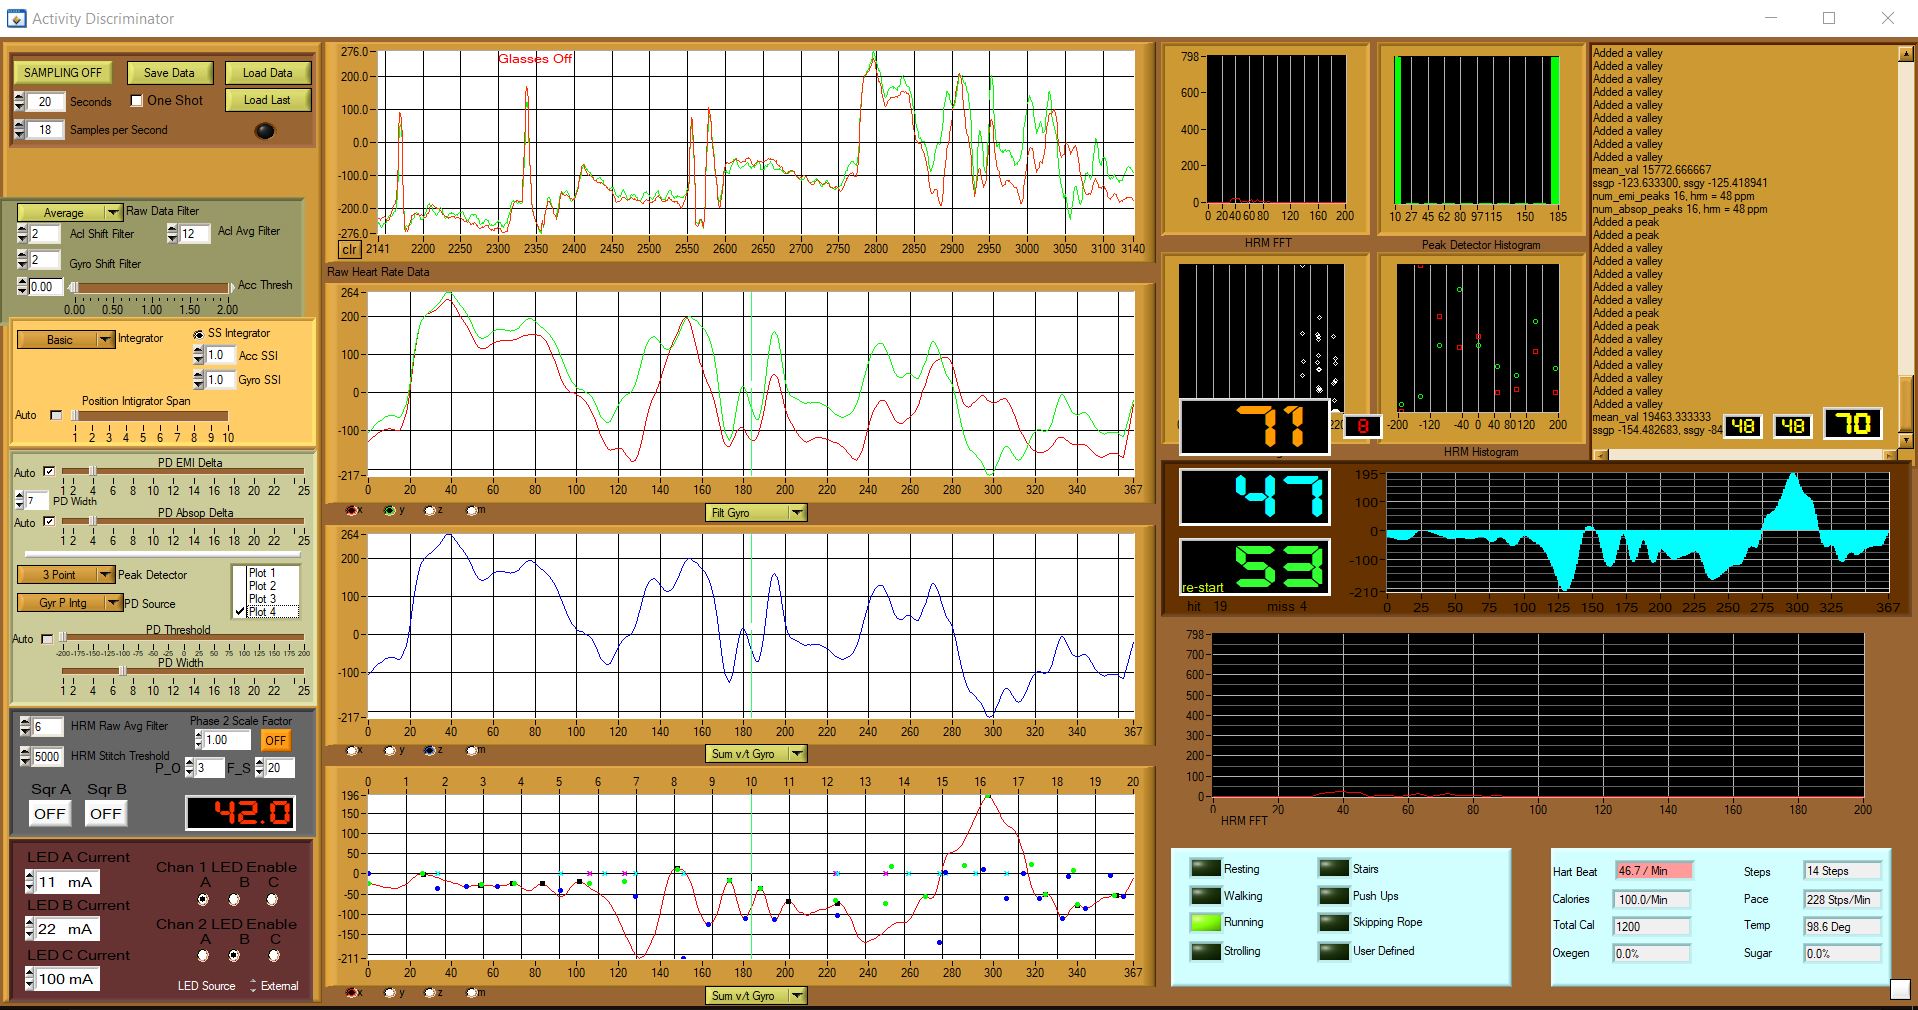 Activity Discriminator
SAMPLING OFF
Save Data
Load Data
20 Seconds
One Shot
Load Last
18 Samples per Second
Average
Raw Data Filter
2 Acl Shift Filter
12 Acl Avg Filter
2 Gyro Shift Filter
0.00 Acc Thresh
0.00 0.50 1.00 1.50 2.00
Basic
Integrator
SS Integrator
1.0 Acc SSI
1.0 Gyro SSI
Position Intigrator Span
Auto
1 2 3 4 5 6 7 8 9 10
PD EMI Delta
Auto
1 2 4 6 8 10 12 14 16 18 20 22 25
7 PD Width
PD Absop Delta
Auto
1 2 4 6 8 10 12 14 16 18 20 22 25
3 Point
Peak Detector
Gyr P Intg
PD Source
Plot 1
Plot 2
Plot 3
Plot 4
PD Threshold
Auto
-200 -175 -150 -125 -100 -75 -50 -25 0 25 50 75 100 125 150 175 200
PD Width
1 2 4 6 8 10 12 14 16 18 20 22 25
6 HRM Raw Avg Filter
Phase 2 Scale Factor
1.00 OFF
5000 HRM Stitch Treshold
P_O 3 F_S 20
Sqr A Sqr B
OFF OFF
42.0
LED A Current
11 mA
LED B Current
22 mA
LED C Current
100 mA
Chan 1 LED Enable
A B C
Chan 2 LED Enable
A B C
LED Source External
Glasses Off
276.0
200.0
100.0
0.0
-100.0
-200.0
-276.0
clr
2141 2200 2250 2300 2350 2400 2450 2500 2550 2600 2650 2700 2750 2800 2850 2900 2950 3000 3050 3100 3140
Raw Heart Rate Data
264
200
100
0
-100
-217
0 20 40 60 80 100 120 140 160 180 200 220 240 260 280 300 320 340 367
x y z m
Filt Gyro
264
200
100
0
-100
-217
0 20 40 60 80 100 120 140 160 180 200 220 240 260 280 300 320 340 367
x y z m
Sum v/t Gyro
0 1 2 3 4 5 6 7 8 9 10 11 12 13 14 15 16 17 18 19 20
196
150
100
50
0
-50
-100
-150
-211
0 20 40 60 80 100 120 140 160 180 200 220 240 260 280 300 320 340 367
x y z m
Sum v/t Gyro
798
600
400
200
0
0 20 40 60 80 120 160 200
HRM FFT
10 27 45 62 80 97 115 150 185
Peak Detector Histogram
-200 -120 -40 0 40 80 120 200
HRM Histogram
Added a valley
Added a valley
Added a valley
Added a valley
Added a valley
Added a valley
Added a valley
Added a valley
Added a valley
mean_val 15772.666667
ssgp -123.633300, ssgy -125.418941
num_emi_peaks 16, hrm = 48 ppm
num_absop_peaks 16, hrm = 48 ppm
Added a peak
Added a peak
Added a valley
Added a valley
Added a valley
Added a valley
Added a valley
Added a peak
Added a peak
Added a valley
Added a valley
Added a valley
Added a valley
Added a valley
mean_val 19463.333333
ssgp -154.482683, ssgy -84
48 48 70
71
8
47
53
re-start
hit 19 miss 4
195
0
-100
-210
0 25 50 75 100 125 150 175 200 225 250 275 300 325 367
798
700
600
500
400
300
200
100
0
0 20 40 60 80 100 120 140 160 180 200
HRM FFT
Resting
Stairs
Walking
Push Ups
Running
Skipping Rope
Strolling
User Defined
Hart Beat 46.7 / Min
Steps 14 Steps
Calories 100.0/Min
Pace 228 Stps/Min
Total Cal 1200
Temp 98.6 Deg
Oxegen 0.0%
Sugar 0.0%